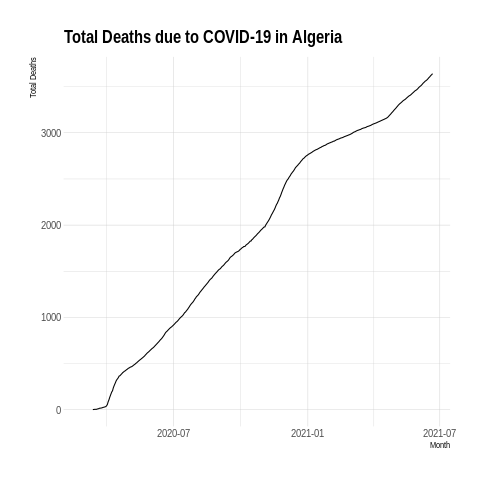 Total Deaths due to COVID-19 in Algeria
Total Deaths
3000
2000
1000
0
2020-07 2021-01 2021-07
Month